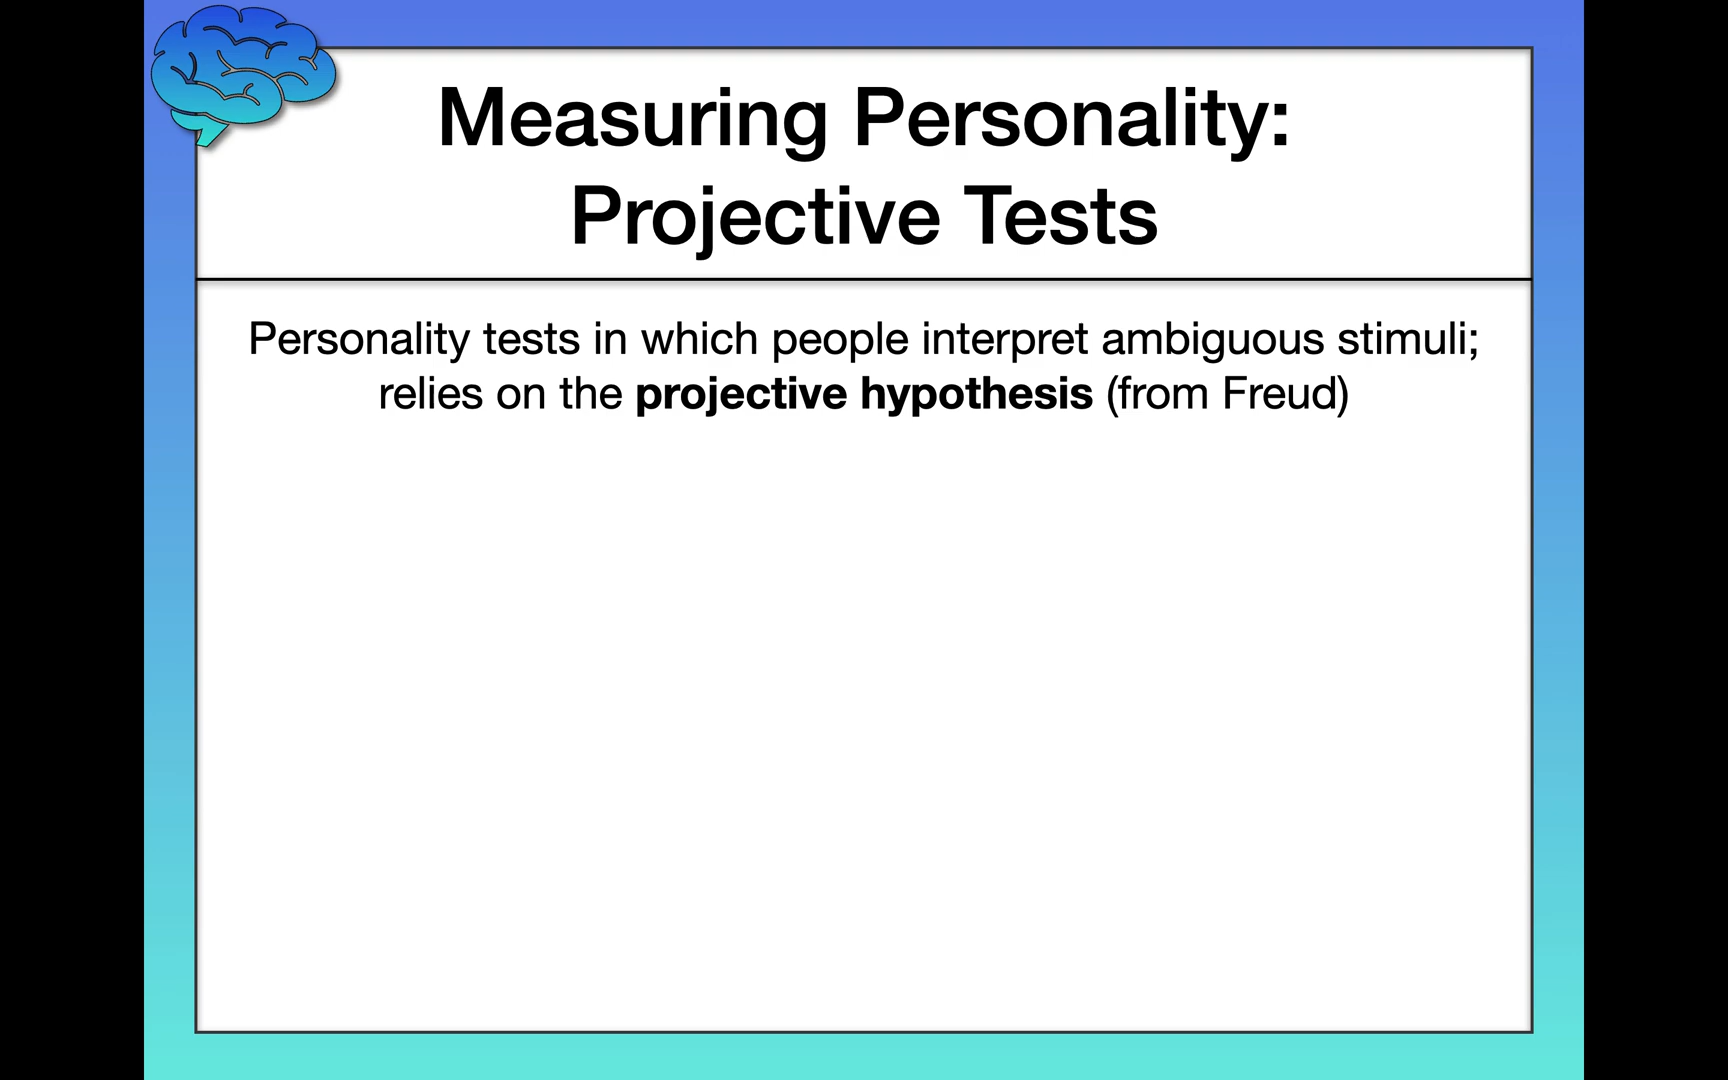 Measuring Personality:
Projective Tests
Personality tests in which people interpret ambiguous stimuli;
relies on the projective hypothesis (from Freud)